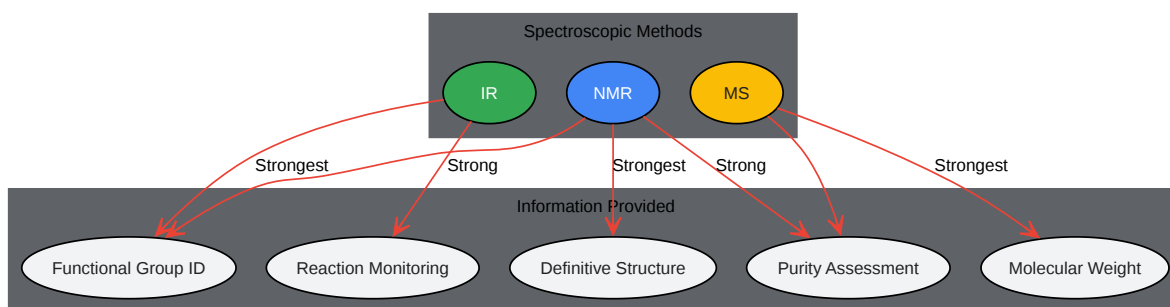 Spectroscopic Methods
IR
NMR
MS
Strongest
Strong
Strongest
Strong
Strongest
Information Provided
Functional Group ID
Reaction Monitoring
Definitive Structure
Purity Assessment
Molecular Weight